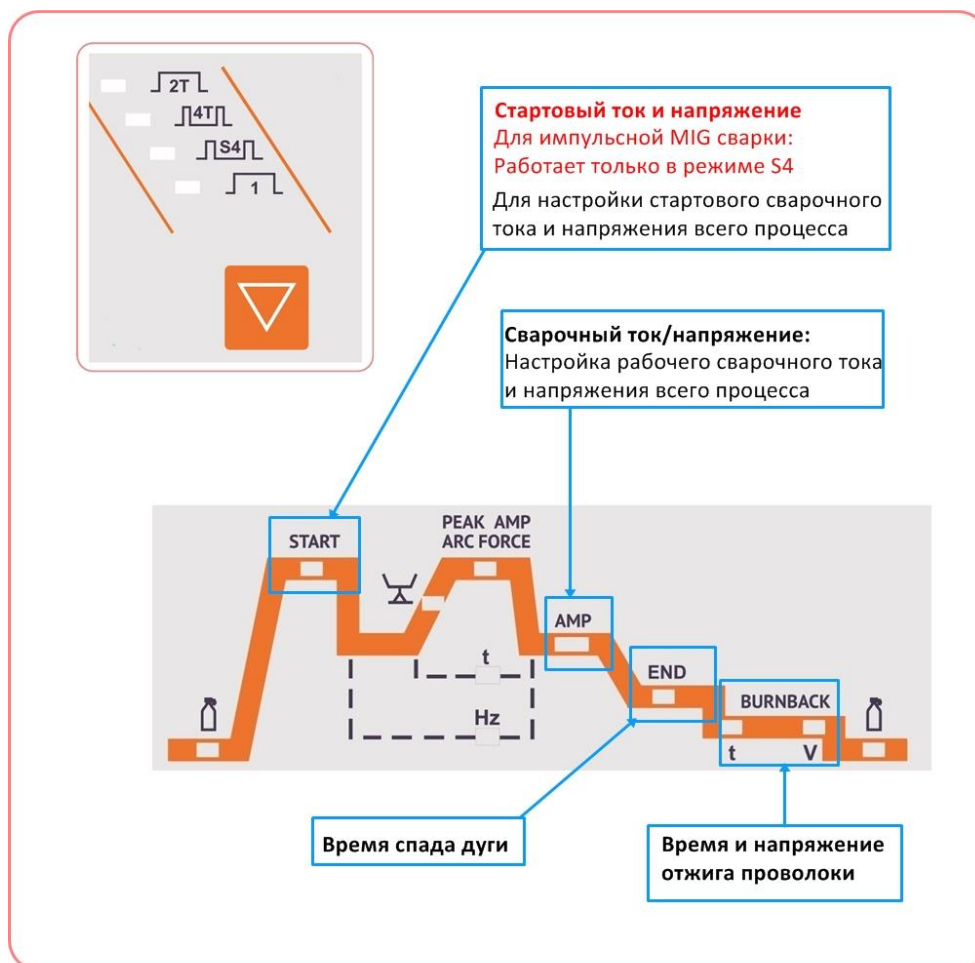 2T
4T
S4
1
Стартовый ток и напряжение
Для импульсной MIG сварки:
Работает только в режиме S4
Для настройки стартового сварочного
тока и напряжения всего процесса
Сварочный ток/напряжение:
Настройка рабочего сварочного тока
и напряжения всего процесса
START
PEAK AMP
ARC FORCE
AMP
t
Hz
END
BURNBACK
t V
Время спада дуги
Время и напряжение
отжига проволоки